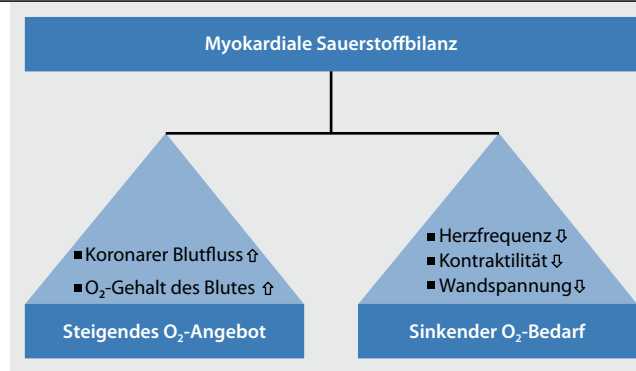 Myokardiale Sauerstoffbilanz
■ Koronarer Blutfluss ⇧
■ O₂-Gehalt des Blutes ⇧
Steigendes O₂-Angebot
■ Herzfrequenz ⇩
■ Kontraktilität ⇩
■ Wandspannung ⇩
Sinkender O₂-Bedarf